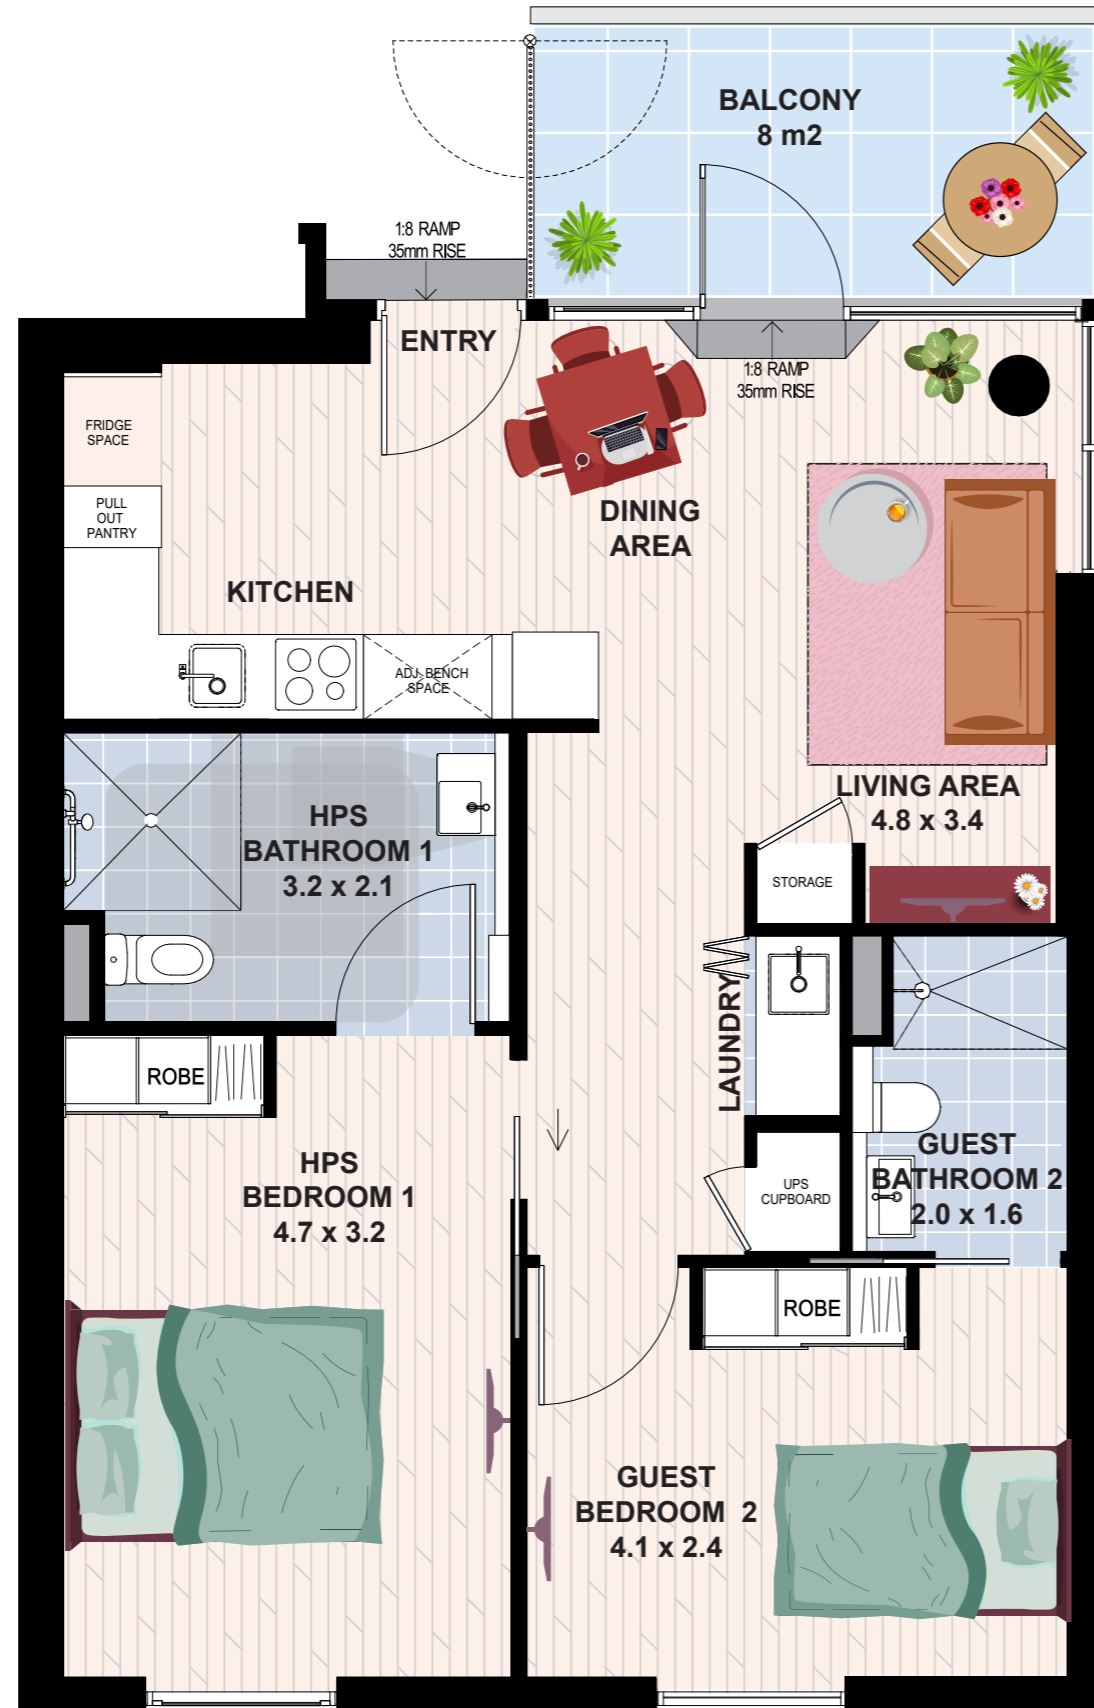 BALCONY
8 m2
1:8 RAMP
35mm RISE
ENTRY
1:8 RAMP
35mm RISE
FRIDGE
SPACE
PULL
OUT
PANTRY
DINING
AREA
KITCHEN
ADJ. BENCH
SPACE
LIVING AREA
4.8 x 3.4
HPS
BATHROOM 1
3.2 x 2.1
STORAGE
LAUNDRY
ROBE
HPS
BEDROOM 1
4.7 x 3.2
UPS
CUPBOARD
GUEST
BATHROOM 2
2.0 x 1.6
ROBE
GUEST
BEDROOM 2
4.1 x 2.4